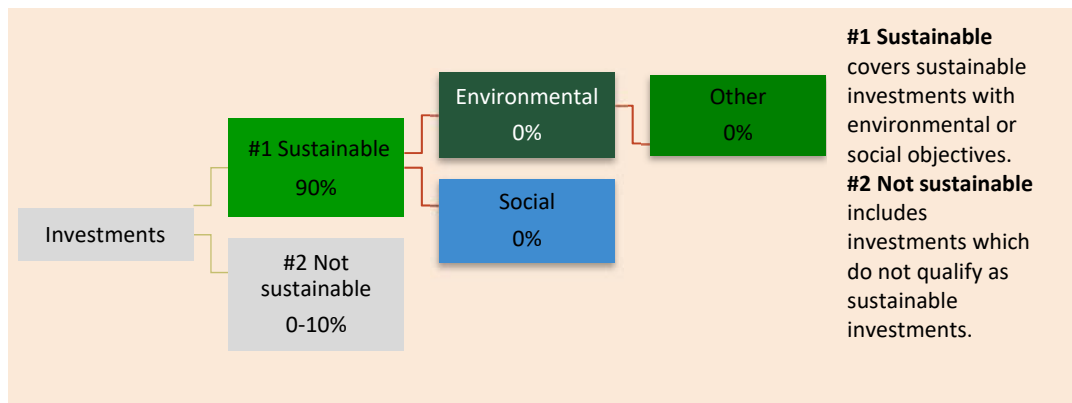 Investments
#1 Sustainable
90%
#2 Not
sustainable
0-10%
Environmental
0%
Social
0%
Other
0%
#1 Sustainable
covers sustainable
investments with
environmental or
social objectives.
#2 Not sustainable
includes
investments which
do not qualify as
sustainable
investments.